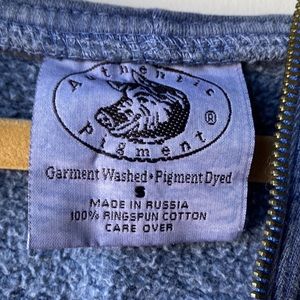 Authentic
Pigment ®
Garment Washed • Pigment Dyed
S
MADE IN RUSSIA
100% RINGSPUN COTTON
CARE OVER